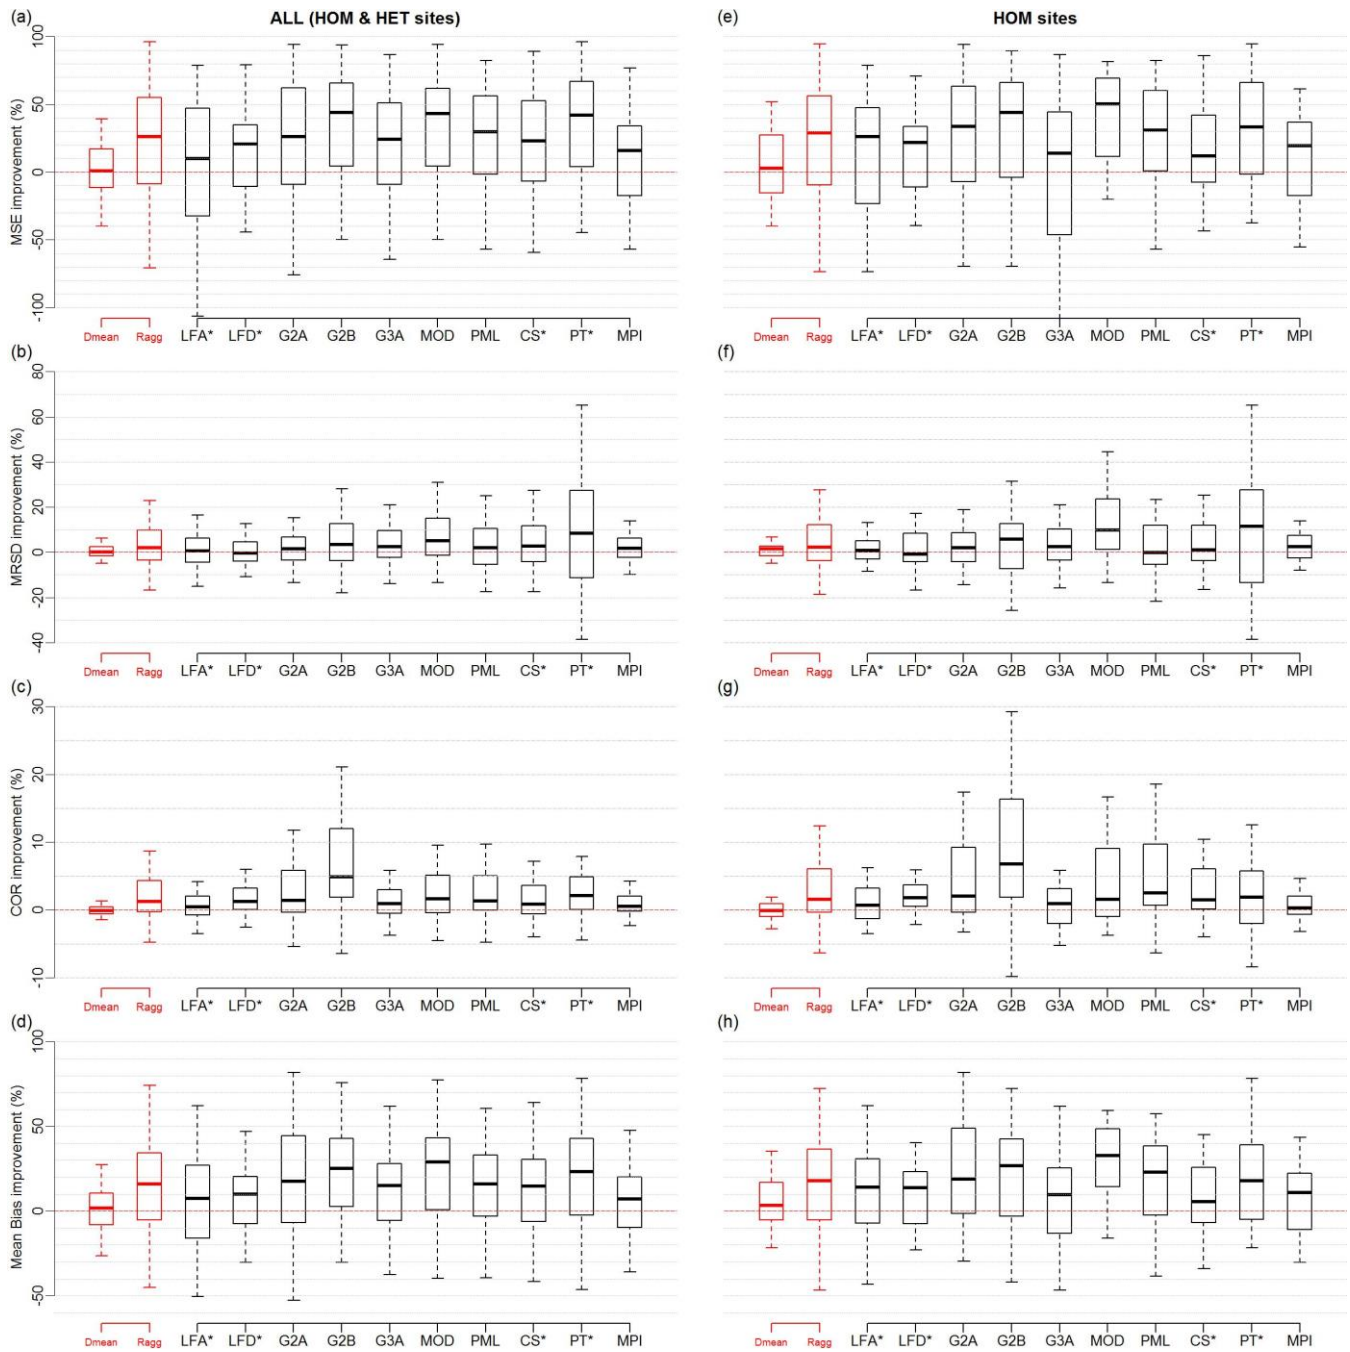 (a) ALL (HOM & HET sites) (e) HOM sites
MSE improvement (%)
100
50
0
-50
-100
Dmean Ragg LFA* LFD* G2A G2B G3A MOD PML CS* PT* MPI
Dmean Ragg LFA* LFD* G2A G2B G3A MOD PML CS* PT* MPI
(b) (f)
MRSD improvement (%)
80
60
40
20
0
-20
-40
Dmean Ragg LFA* LFD* G2A G2B G3A MOD PML CS* PT* MPI
Dmean Ragg LFA* LFD* G2A G2B G3A MOD PML CS* PT* MPI
(c) (g)
COR improvement (%)
30
20
10
0
-10
Dmean Ragg LFA* LFD* G2A G2B G3A MOD PML CS* PT* MPI
Dmean Ragg LFA* LFD* G2A G2B G3A MOD PML CS* PT* MPI
(d) (h)
Mean Bias improvement (%)
100
50
0
-50
Dmean Ragg LFA* LFD* G2A G2B G3A MOD PML CS* PT* MPI
Dmean Ragg LFA* LFD* G2A G2B G3A MOD PML CS* PT* MPI